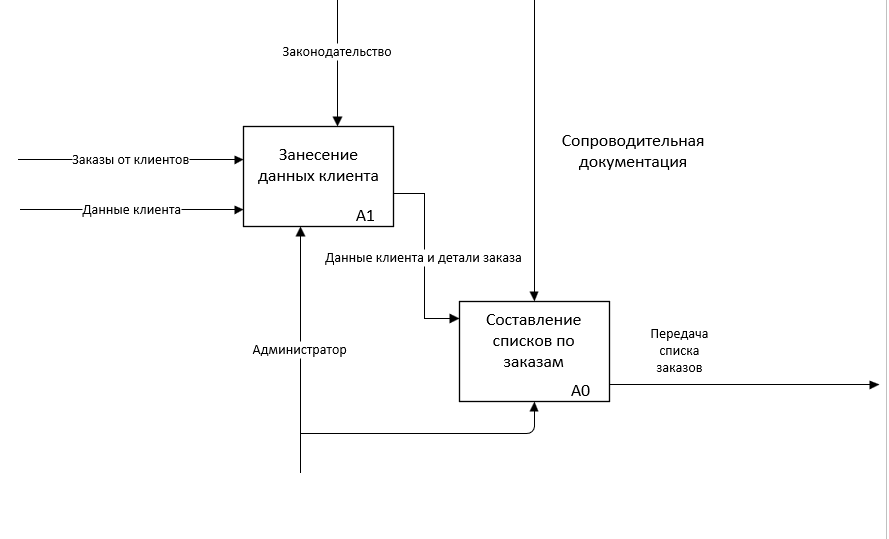 Законодательство
Заказы от клиентов
Данные клиента
Занесение
данных клиента
A1
Сопроводительная
документация
Данные клиента и детали заказа
Администратор
Составление
списков по
заказам
A0
Передача
списка
заказов